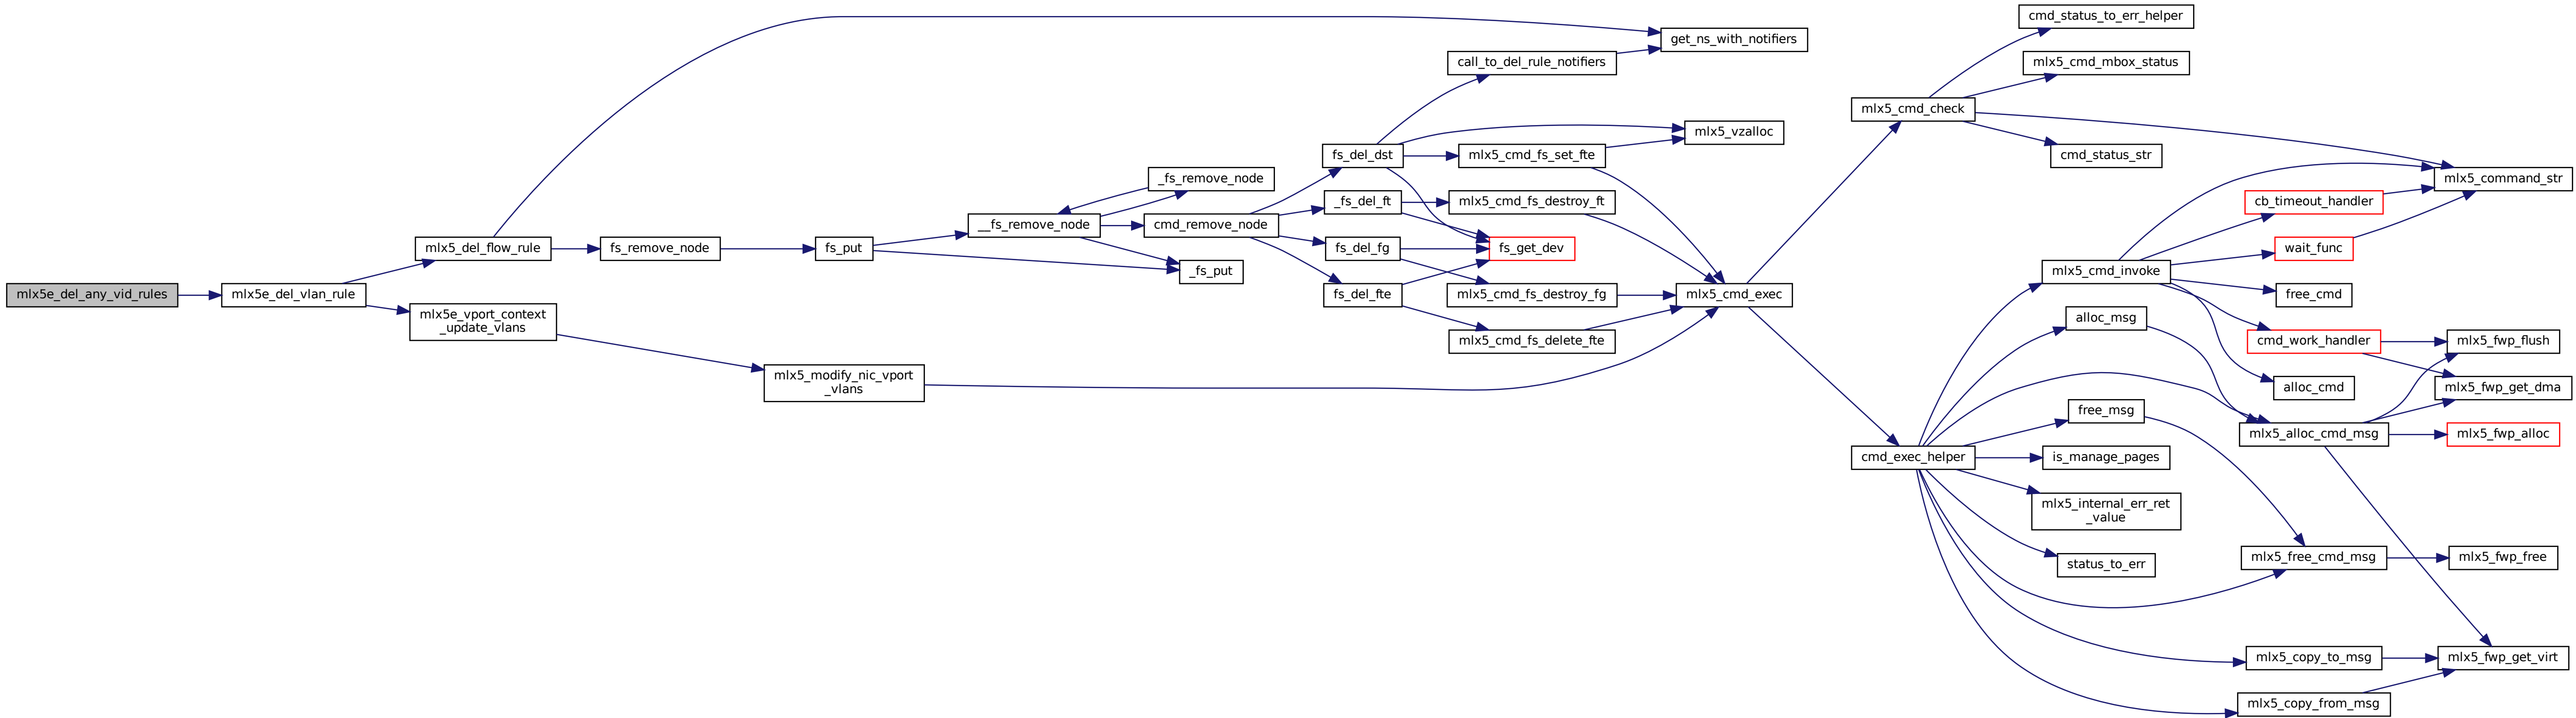 mlx5e_del_any_vid_rules
mlx5e_del_vlan_rule
mlx5_del_flow_rule
mlx5e_vport_context
_update_vlans
fs_remove_node
mlx5_modify_nic_vport
_vlans
fs_put
__fs_remove_node
_fs_remove_node
cmd_remove_node
_fs_put
fs_del_dst
_fs_del_ft
fs_del_fg
fs_del_fte
call_to_del_rule_notifiers
mlx5_cmd_fs_set_fte
mlx5_cmd_fs_destroy_ft
fs_get_dev
mlx5_cmd_fs_destroy_fg
mlx5_cmd_fs_delete_fte
get_ns_with_notifiers
mlx5_vzalloc
mlx5_cmd_exec
mlx5_cmd_check
cmd_exec_helper
cmd_status_to_err_helper
mlx5_cmd_mbox_status
cmd_status_str
mlx5_cmd_invoke
alloc_msg
free_msg
is_manage_pages
mlx5_internal_err_ret
_value
status_to_err
cb_timeout_handler
wait_func
free_cmd
cmd_work_handler
alloc_cmd
mlx5_alloc_cmd_msg
mlx5_free_cmd_msg
mlx5_copy_to_msg
mlx5_copy_from_msg
mlx5_command_str
mlx5_fwp_flush
mlx5_fwp_get_dma
mlx5_fwp_alloc
mlx5_fwp_free
mlx5_fwp_get_virt